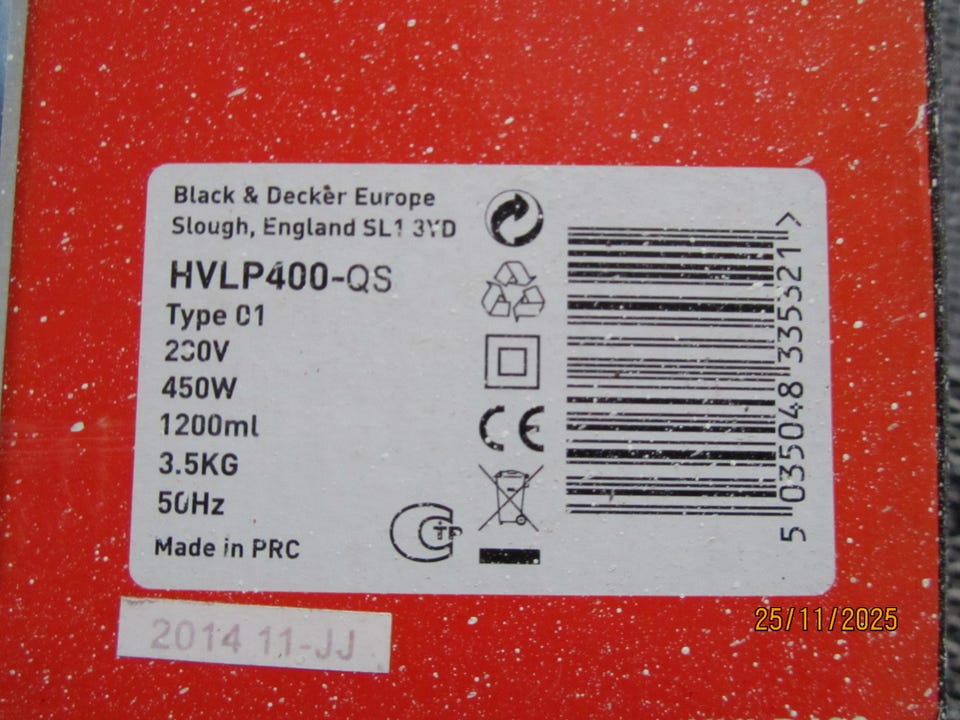 Black & Decker Europe
Slough, England SL1 3YD
HVLP400-QS
Type 01
230V
450W
1200ml
3.5KG
50Hz
Made in PRC
CE
5 035048 335321 >
2014 11-JJ
25/11/2025